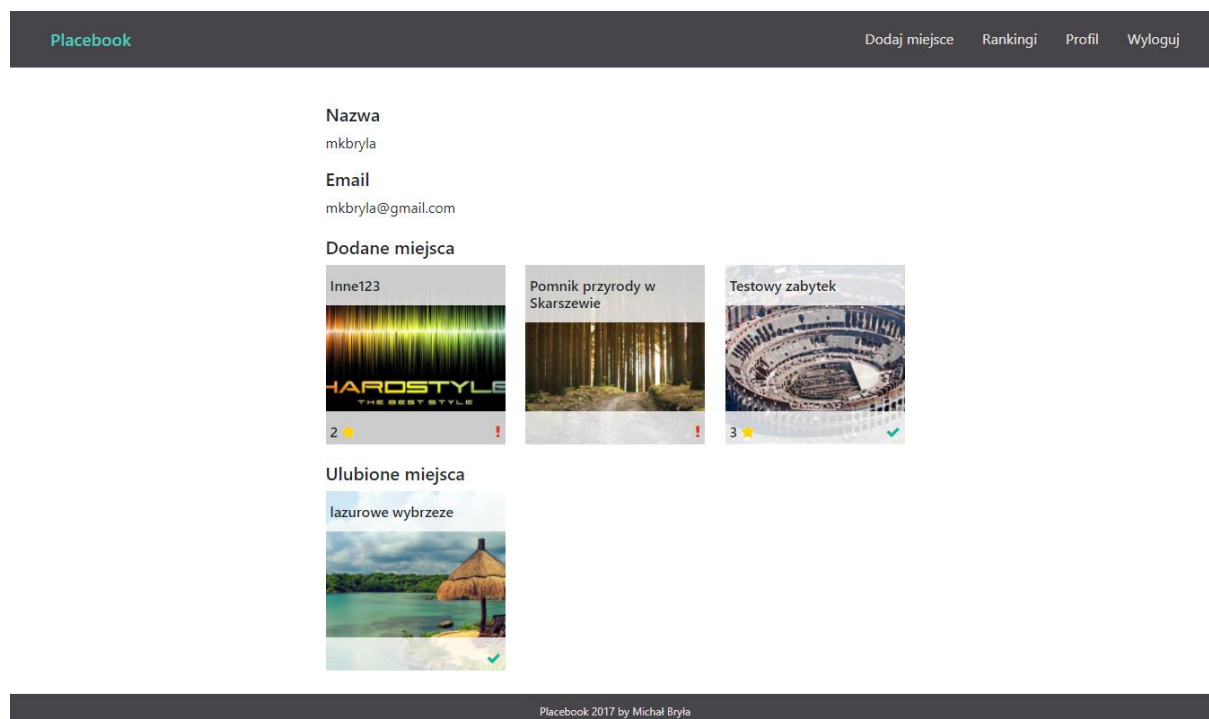 Placebook
Dodaj miejsce Rankingi Profil Wyloguj
Nazwa
mkbryla
Email
mkbryla@gmail.com
Dodane miejsca
Inne123
HARDSTYLE
THE BEST STYLE
2
Pomnik przyrody w
Skarszewie
Testowy zabytek
3
Ulubione miejsca
lazurowe wybrzeze
Placebook 2017 by Michał Bryła